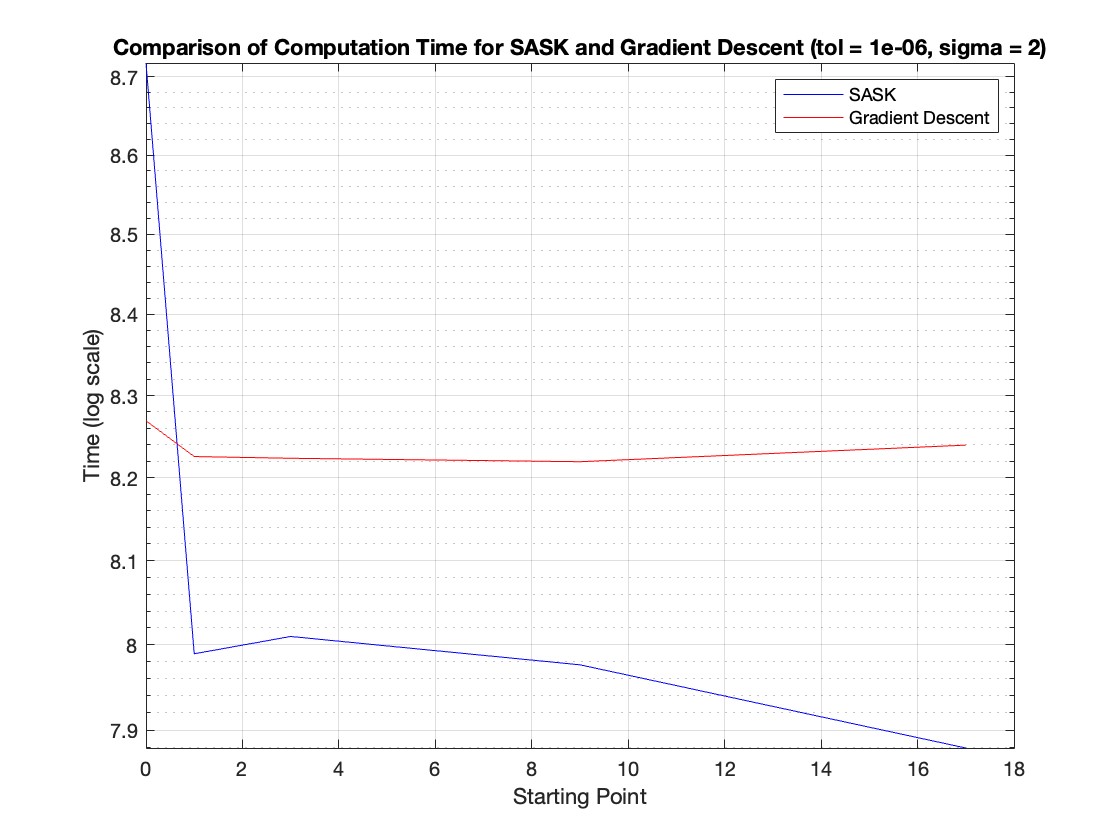 Comparison of Computation Time for SASK and Gradient Descent (tol = 1e-06, sigma = 2)
SASK
Gradient Descent
8.7
8.6
8.5
8.4
8.3
8.2
8.1
8
7.9
Time (log scale)
0 2 4 6 8 10 12 14 16 18
Starting Point